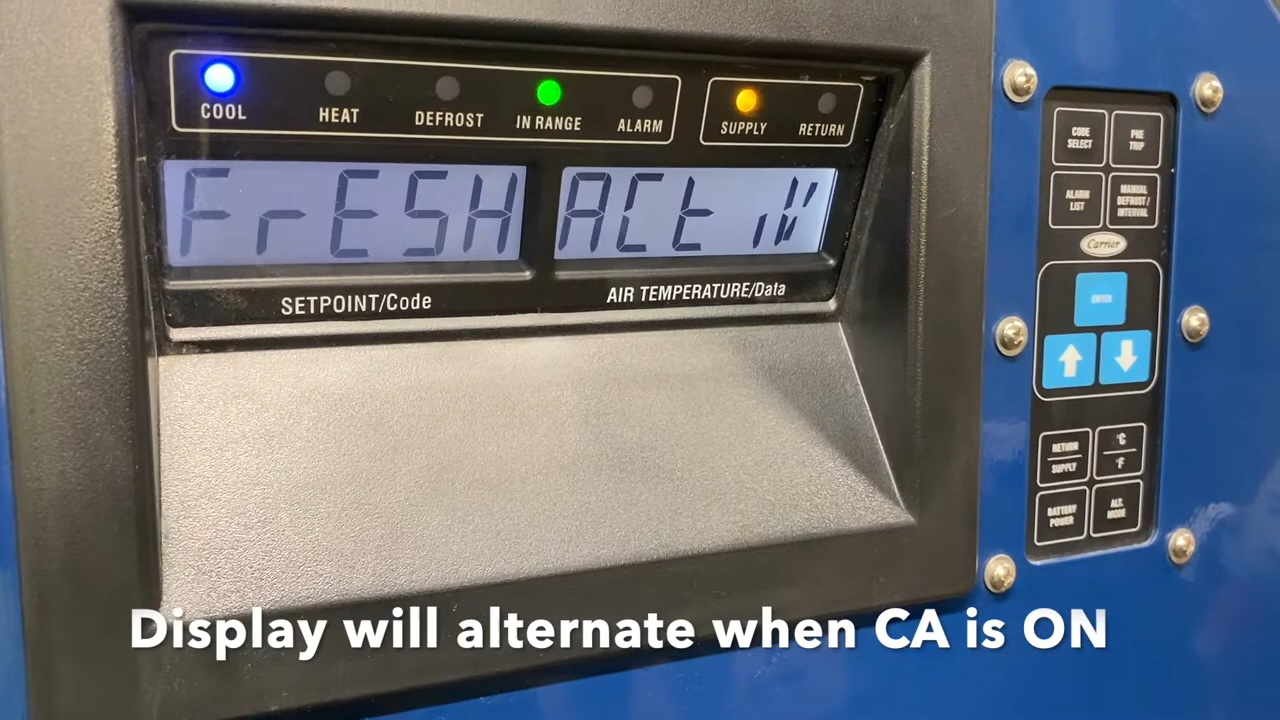 COOL HEAT DEFROST IN RANGE ALARM SUPPLY RETURN
FrESH ACt iV
SETPOINT/Code AIR TEMPERATURE/Data
CODE SELECT
PRE TRIP
ALARM LIST
MANUAL DEFROST / INTERVAL
Carrier
ENTER
RETURN
SUPPLY
°C
°F
BATTERY POWER
ALT. MODE
Display will alternate when CA is ON